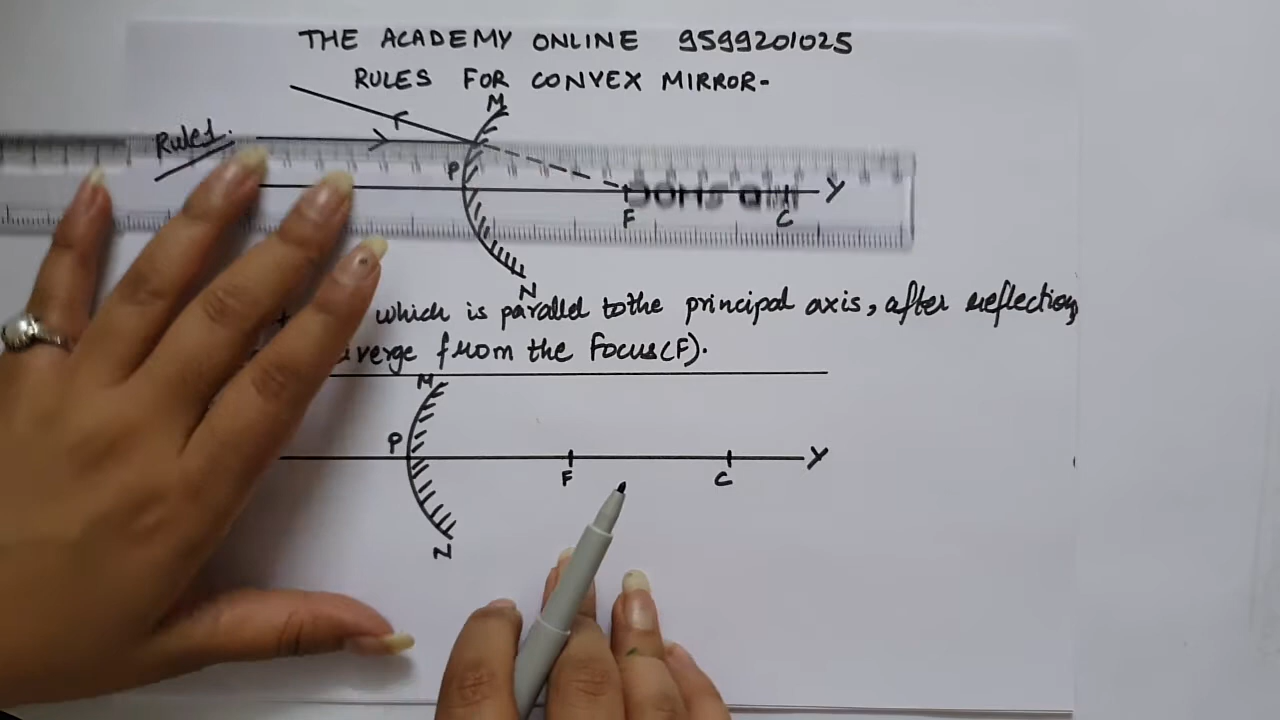 THE ACADEMY ONLINE 9599201025
RULES FOR CONVEX MIRROR-
M
Rule1.
P
Y
F
C
N
which is parallel to the principal axis, after reflection,
verge from the Focus(F).
M
P
Y
F
C
N